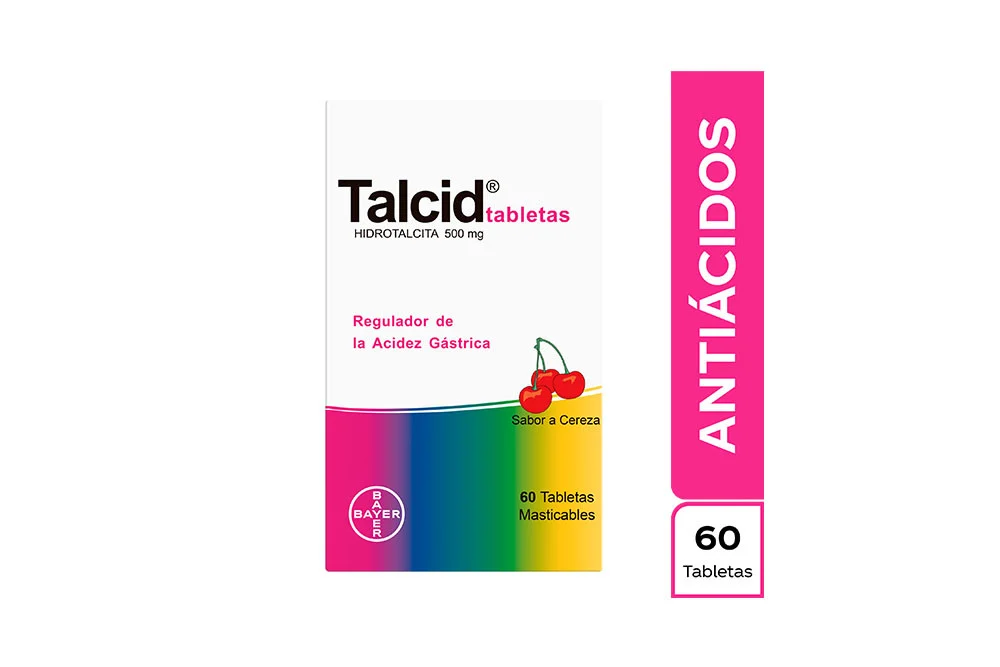 Talcid® tabletas
HIDROTALCITA 500 mg
Regulador de
la Acidez Gástrica
Sabor a Cereza
60 Tabletas
Masticables
BAYER
BAYER
ANTIÁCIDOS
60
Tabletas